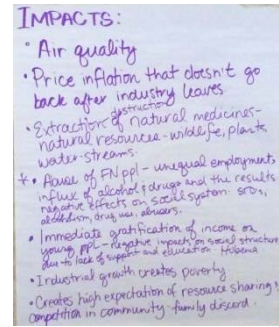 IMPACTS:
• Air quality
• Price inflation that doesn't go
back after industry leaves
destruction
• Extraction of natural medicines -
natural resources - wildlife, plants,
water - streams.
* • Abuse of FN ppl - unequal employment,
influx of alcohol, drugs and the results
negative effects on social system. STDs,
alcoholism, drug use, abusers.
• Immediate gratification of income on
young ppl - negative impacts on social structure
due to lack of support and education
• Industrial growth creates poverty
• Creates high expectation of resource sharing &
competition in community - family discord.